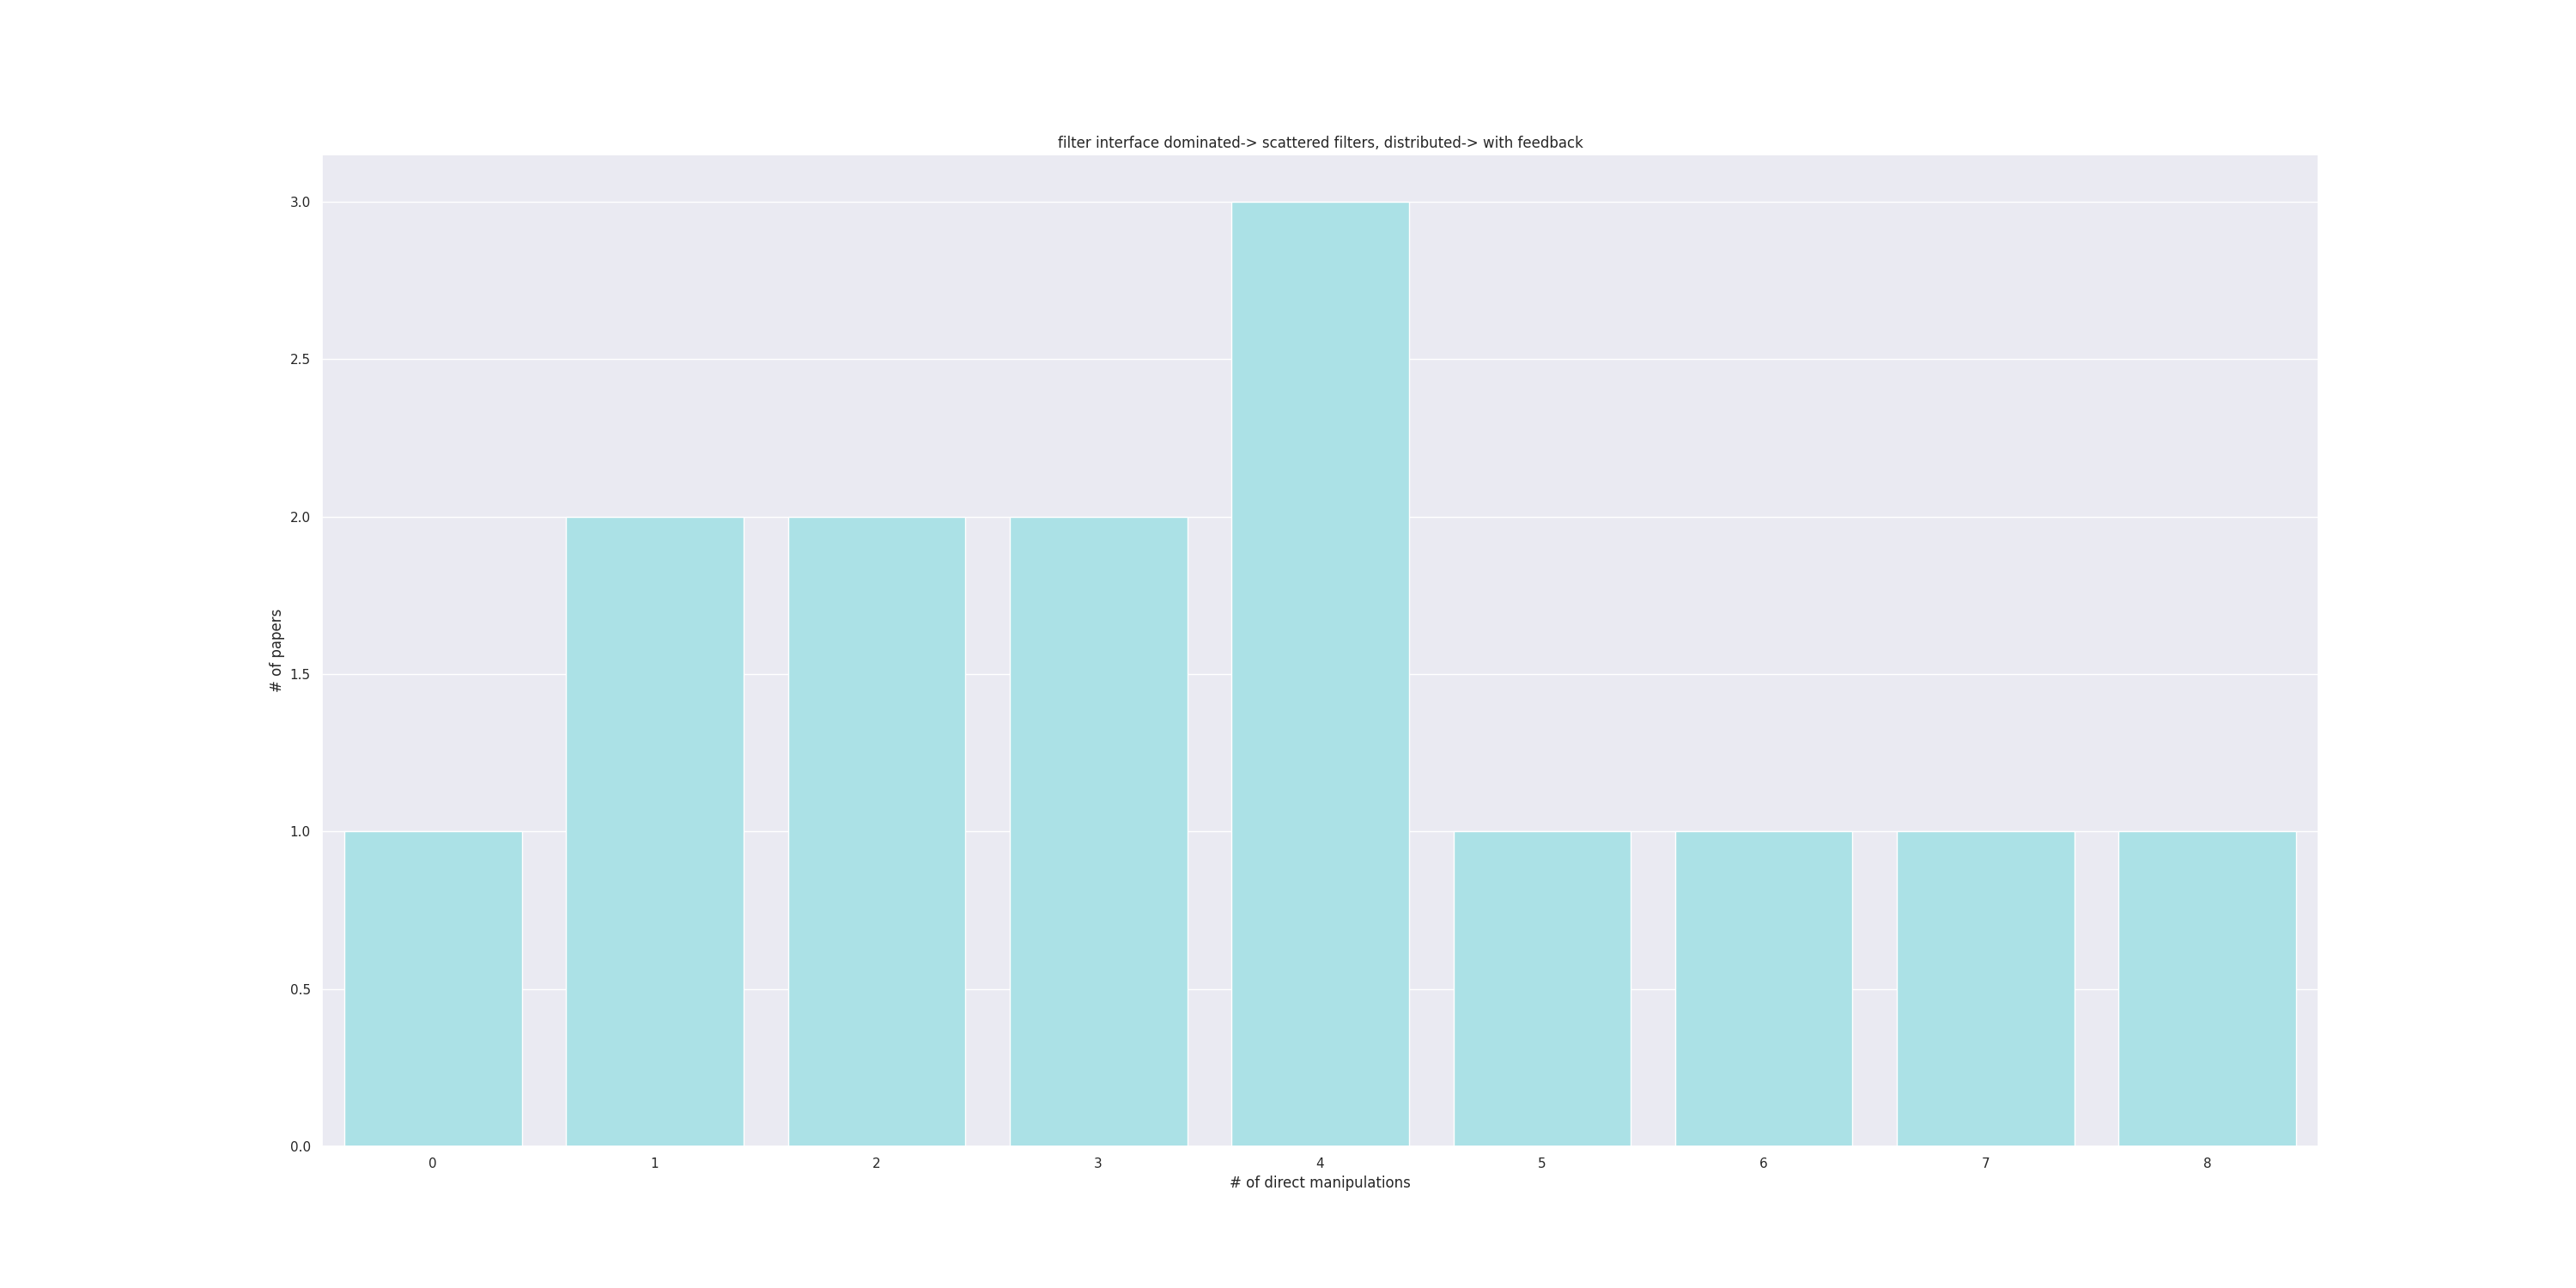 filter interface dominated-> scattered filters, distributed-> with feedback
3.0
2.5
2.0
1.5
1.0
0.5
0.0
# of papers
0 1 2 3 4 5 6 7 8
# of direct manipulations